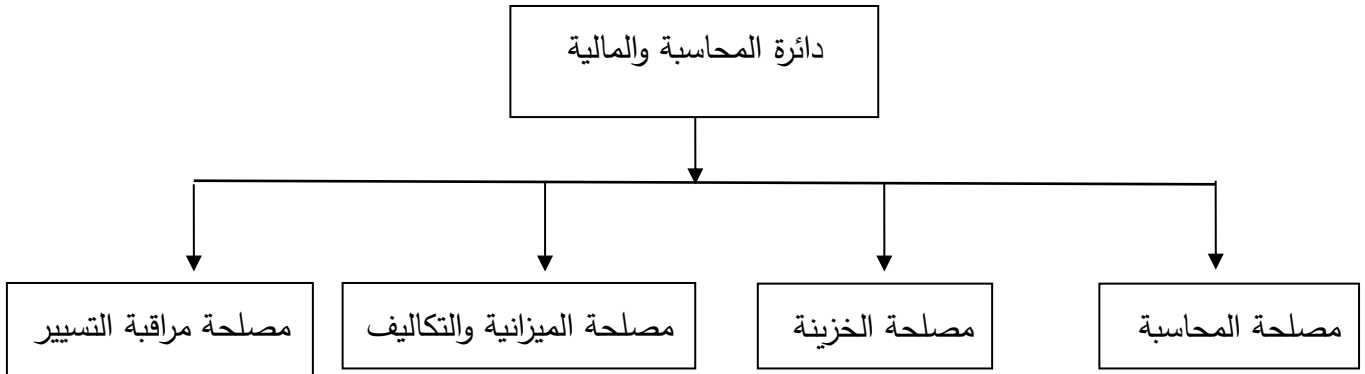 دائرة المحاسبة والمالية
مصلحة المحاسبة
مصلحة الخزينة
مصلحة الميزانية والتكاليف
مصلحة مراقبة التسيير